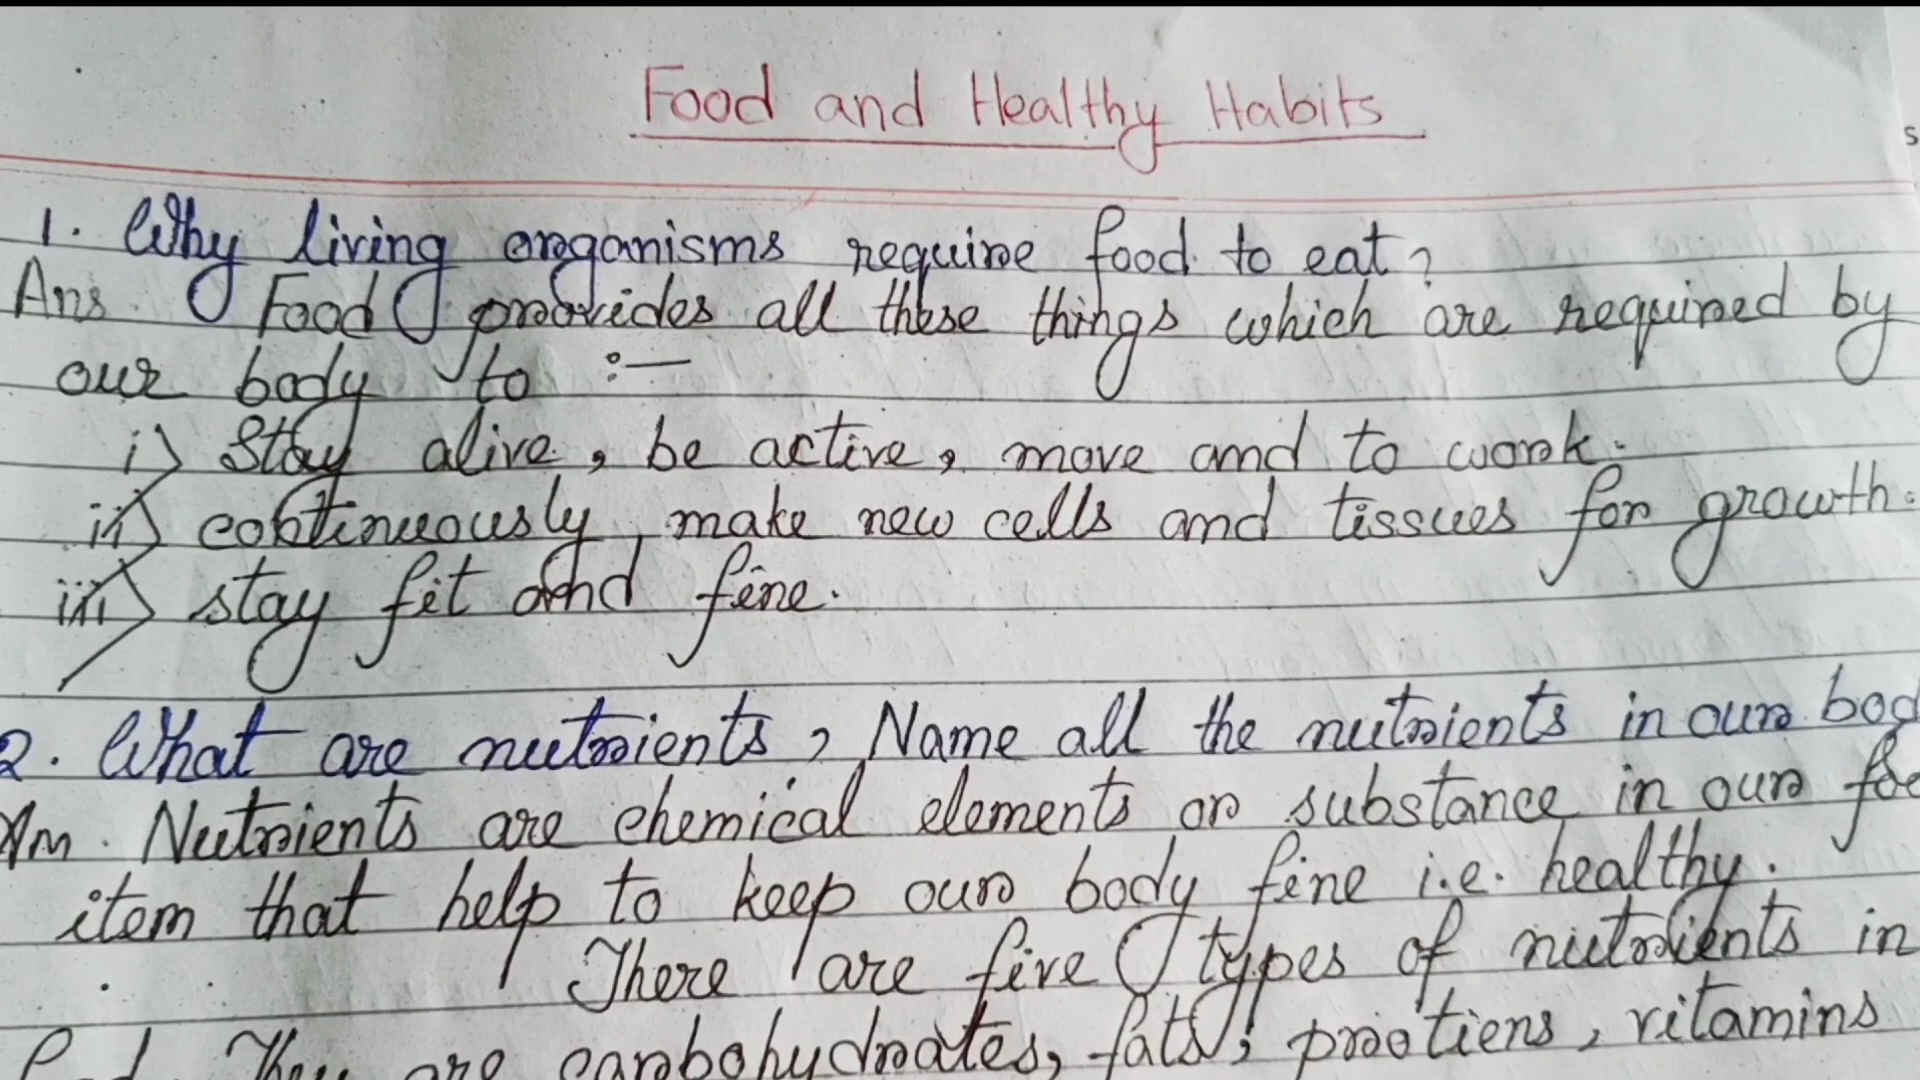 Food and Healthy Habits
s
1. Why living organisms require food to eat?
Ans. Food provides all these things which are required by
our body to :—
i) Stay alive, be active, move and to work.
ii) continuously make new cells and tissues for growth.
iii) stay fit and fine.
2. What are nutrients? Name all the nutrients in our bod
Ans. Nutrients are chemical elements or substance in our foo
item that help to keep our body fine i.e. healthy.
There are five types of nutrients in
food. They are carbohydrates, fats, protiens, vitamins